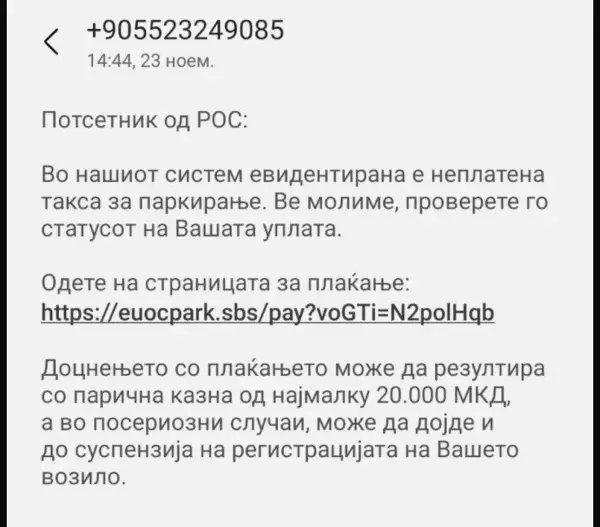 +905523249085
14:44, 23 ноем.
Потсетник од РОС:
Во нашиот систем евидентирана е неплатена
такса за паркирање. Ве молиме, проверете го
статусот на Вашата уплата.
Одете на страницата за плаќање:
https://euocpark.sbs/pay?voGTi=N2polHqb
Доцнењето со плаќањето може да резултира
со парична казна од најмалку 20.000 МКД,
а во посериозни случаи, може да дојде и
до суспензија на регистрацијата на Вашето
возило.